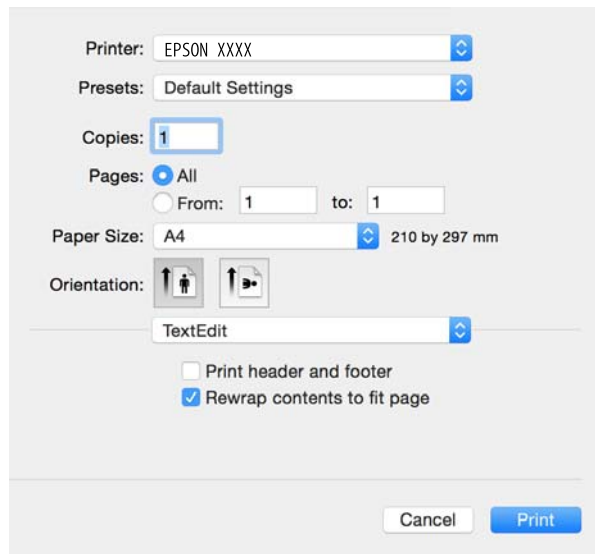 Printer: EPSON XXXX
Presets: Default Settings
Copies: 1
Pages: All
From: 1 to: 1
Paper Size: A4 210 by 297 mm
Orientation:
TextEdit
Print header and footer
Rewrap contents to fit page
Cancel Print